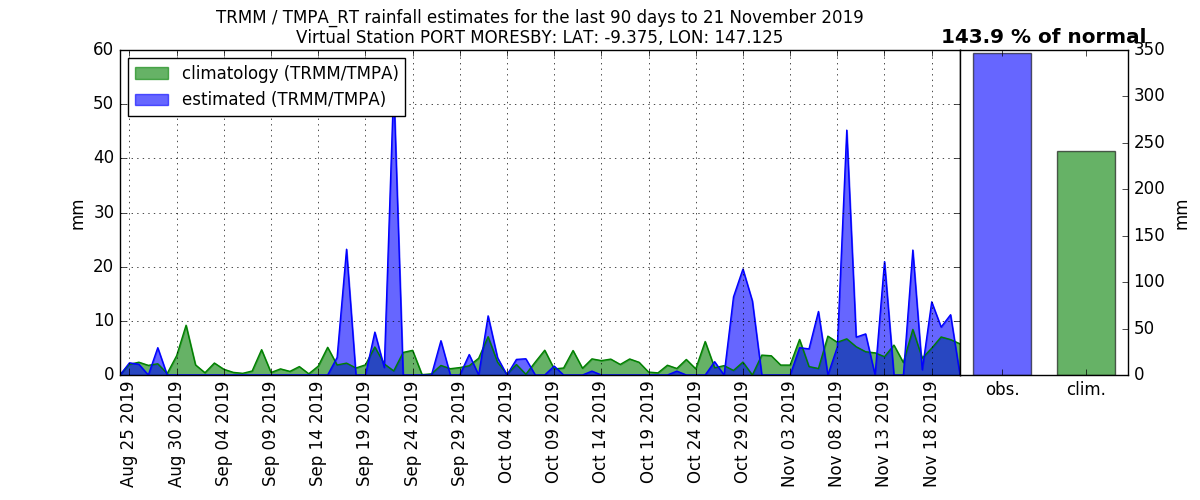 TRMM / TMPA_RT rainfall estimates for the last 90 days to 21 November 2019
Virtual Station PORT MORESBY: LAT: -9.375, LON: 147.125
143.9 % of normal
climatology (TRMM/TMPA)
estimated (TRMM/TMPA)
60
50
40
30
20
10
0
mm
350
300
250
200
150
100
50
0
mm
Aug 25 2019
Aug 30 2019
Sep 04 2019
Sep 09 2019
Sep 14 2019
Sep 19 2019
Sep 24 2019
Sep 29 2019
Oct 04 2019
Oct 09 2019
Oct 14 2019
Oct 19 2019
Oct 24 2019
Oct 29 2019
Nov 03 2019
Nov 08 2019
Nov 13 2019
Nov 18 2019
obs.
clim.